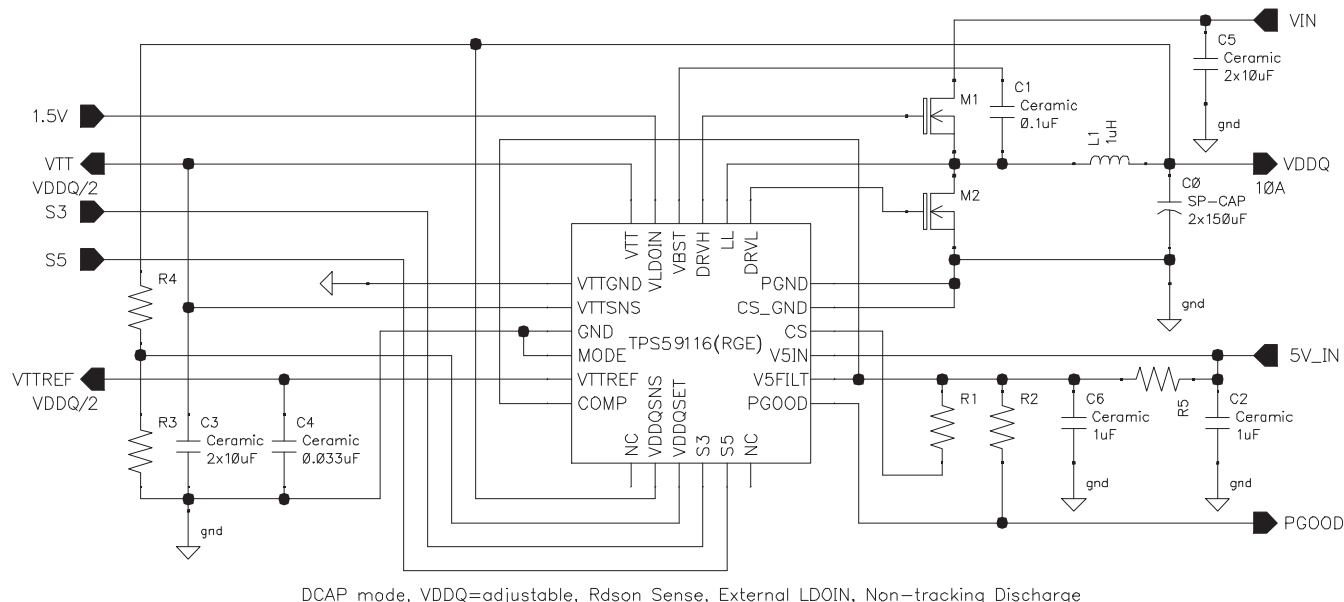 VIN
C5
Ceramic
2x10uF
gnd
C1
Ceramic
0.1uF
M1
M2
L1
1uH
VDDQ
10A
C0
SP-CAP
2x150uF
gnd
1.5V
VTT
VDDQ/2
S3
S5
R4
VTTREF
VDDQ/2
R3
C3
Ceramic
2x10uF
C4
Ceramic
0.033uF
gnd
VTT
VLDOIN
VBST
DRVH
LL
DRVL
VTTGND
VTTSNS
GND
MODE
VTTREF
COMP
TPS59116(RGE)
PGND
CS_GND
CS
V5IN
V5FILT
PGOOD
NC
VDDQSNS
VDDQSET
S3
S5
NC
5V_IN
R1
R2
C6
Ceramic
1uF
gnd
R5
C2
Ceramic
1uF
gnd
PGOOD
DCAP mode, VDDQ=adjustable, Rdson Sense, External LDOIN, Non-tracking Discharge